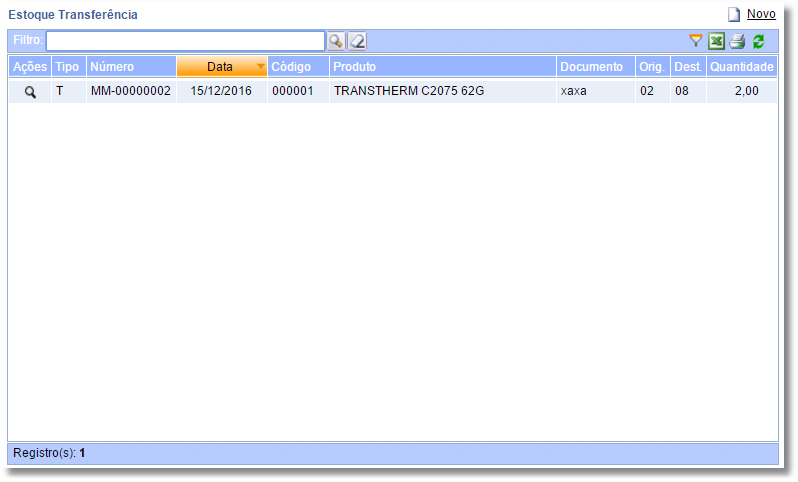 Estoque Transferência
Novo
Filtro:
Ações Tipo Número Data Código Produto Documento Orig. Dest. Quantidade
T MM-00000002 15/12/2016 000001 TRANSTHERM C2075 62G xaxa 02 08 2,00
Registro(s): 1